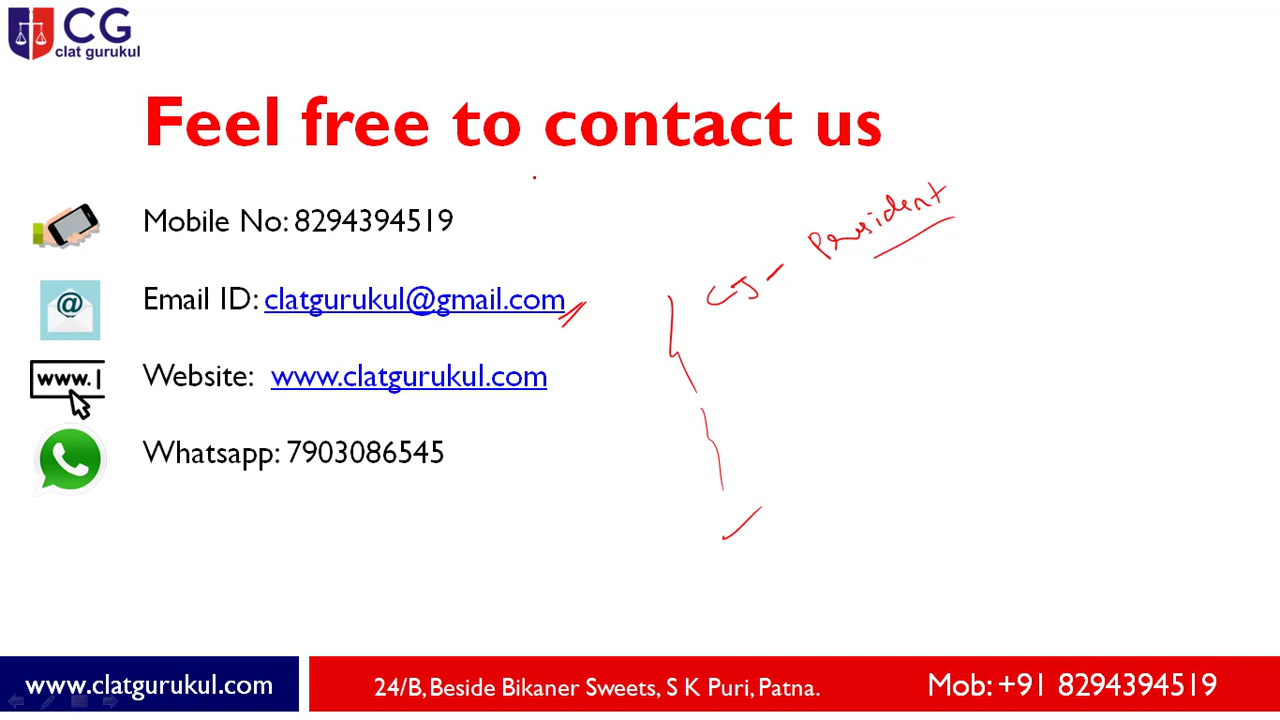 CG
clat gurukul
Feel free to contact us
Mobile No: 8294394519
Email ID: clatgurukul@gmail.com
www.
Website: www.clatgurukul.com
Whatsapp: 7903086545
CJ - President
www.clatgurukul.com
24/B, Beside Bikaner Sweets, S K Puri, Patna.
Mob: +91 8294394519